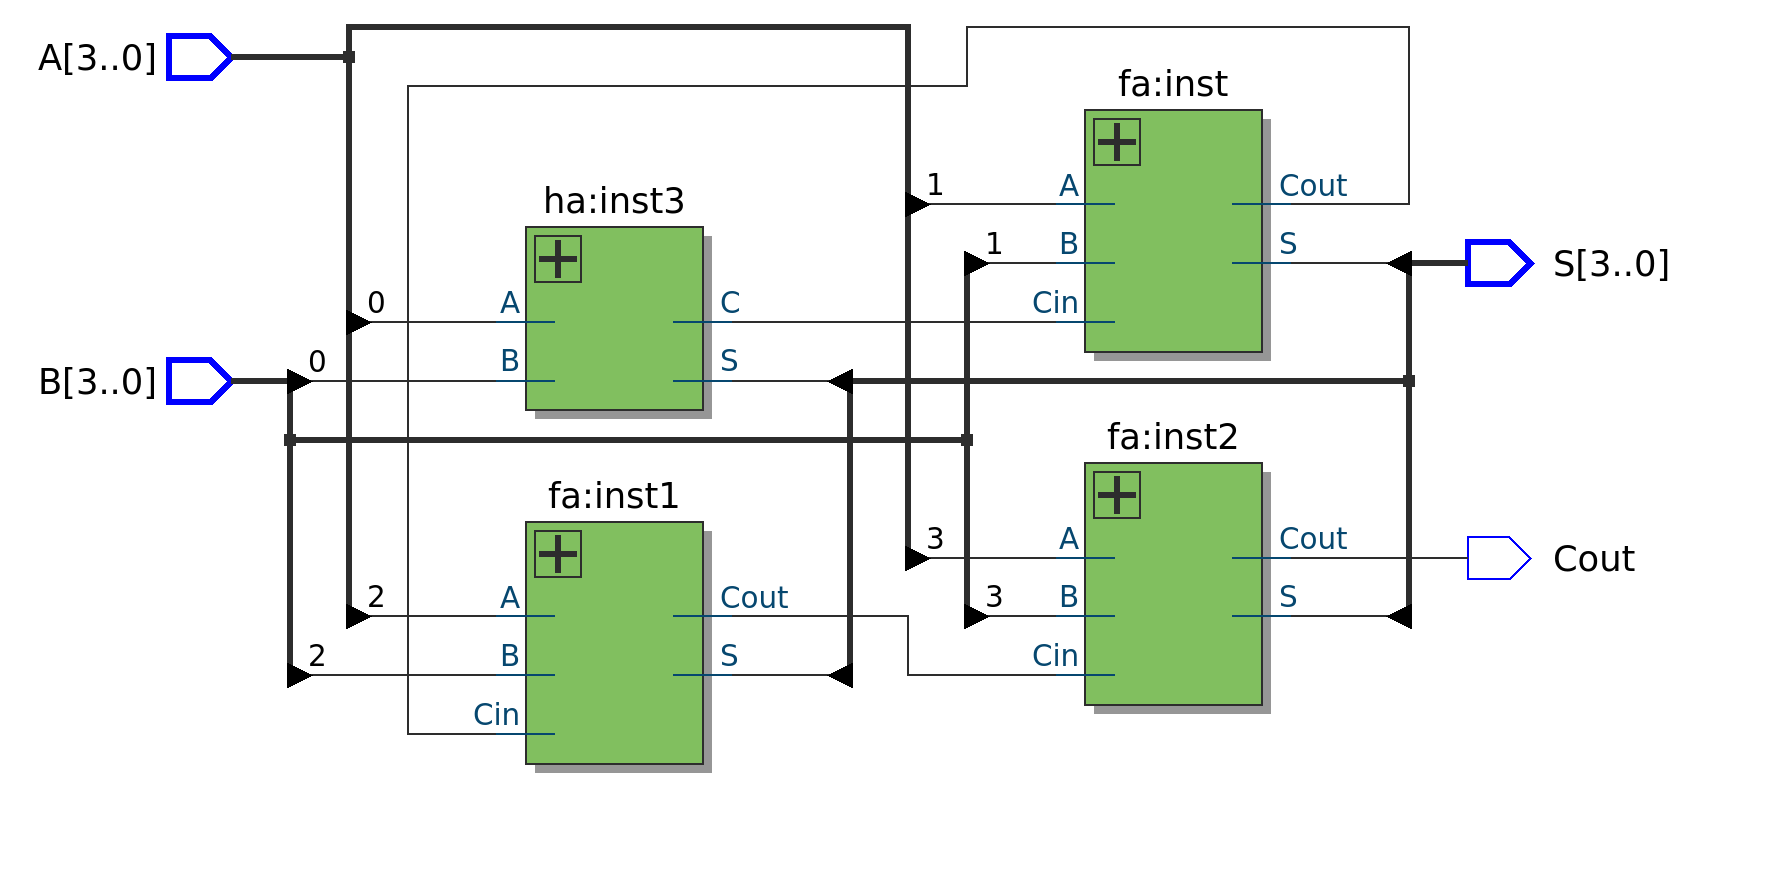 A[3..0]
fa:inst
1
A
Cout
ha:inst3
1
B
S
S[3..0]
0
A
C
Cin
B[3..0]
0
B
S
fa:inst2
fa:inst1
3
A
Cout
Cout
2
A
Cout
3
B
S
2
B
S
Cin
Cin